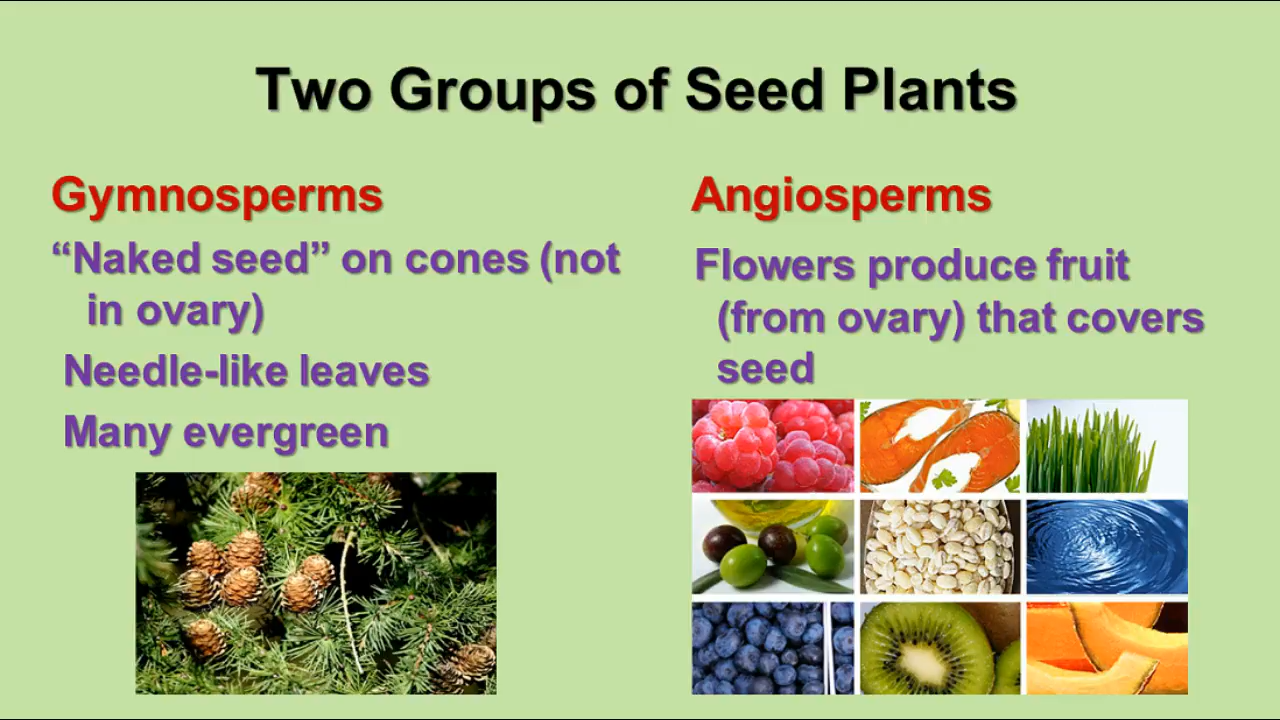 Two Groups of Seed Plants
Gymnosperms
“Naked seed” on cones (not
in ovary)
Needle-like leaves
Many evergreen
Angiosperms
Flowers produce fruit
(from ovary) that covers
seed